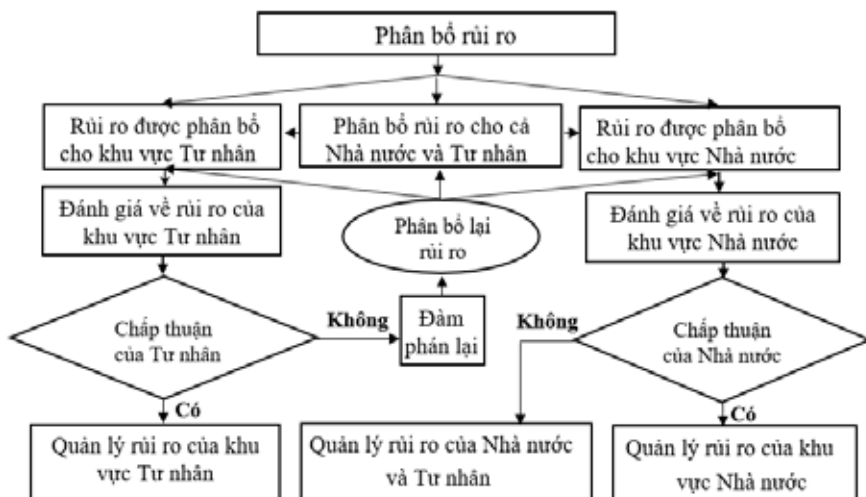 Phân bổ rủi ro
Rủi ro được phân bổ
cho khu vực Tư nhân
Phân bổ rủi ro cho cả
Nhà nước và Tư nhân
Rủi ro được phân bổ
cho khu vực Nhà nước
Đánh giá về rủi ro của
khu vực Tư nhân
Phân bổ lại
rủi ro
Đánh giá về rủi ro của
khu vực Nhà nước
Chấp thuận
của Tư nhân
Không
Đàm
phán lại
Không
Chấp thuận
của Nhà nước
Có
Có
Quản lý rủi ro của khu
vực Tư nhân
Quản lý rủi ro của Nhà nước
và Tư nhân
Quản lý rủi ro của khu
vực Nhà nước